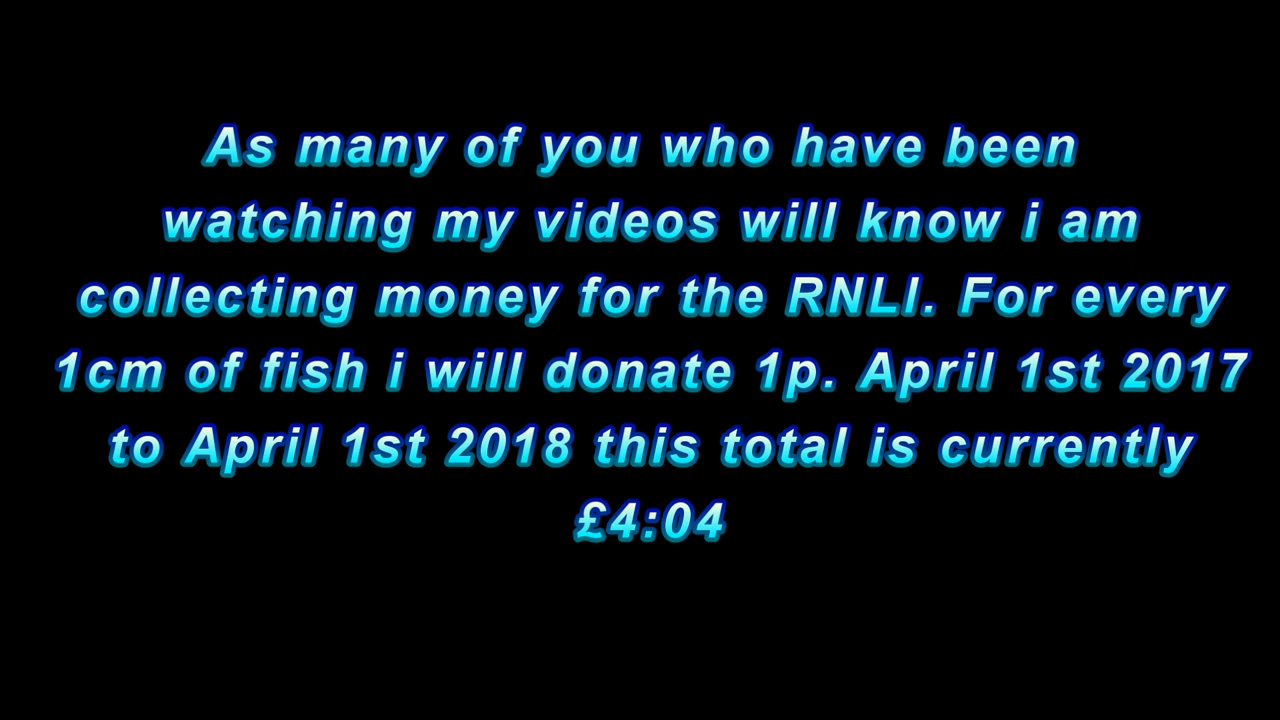 As many of you who have been
watching my videos will know i am
collecting money for the RNLI. For every
1cm of fish i will donate 1p. April 1st 2017
to April 1st 2018 this total is currently
£4:04